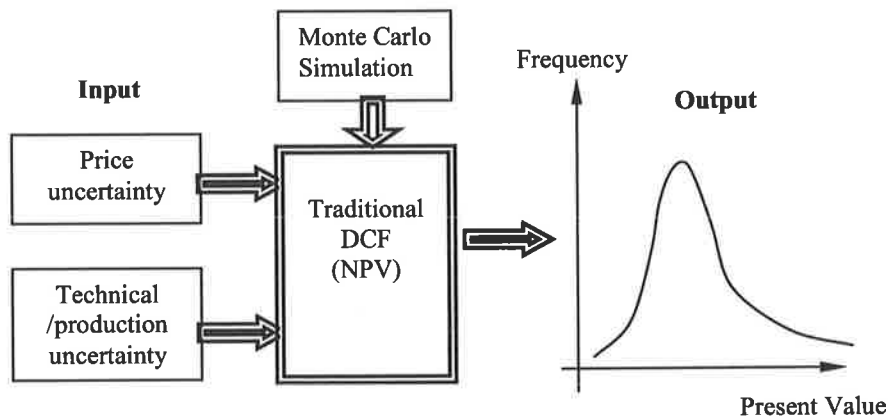 Monte Carlo
Simulation
Input
Price
uncertainty
Technical
/production
uncertainty
Traditional
DCF
(NPV)
Frequency
Output
Present Value